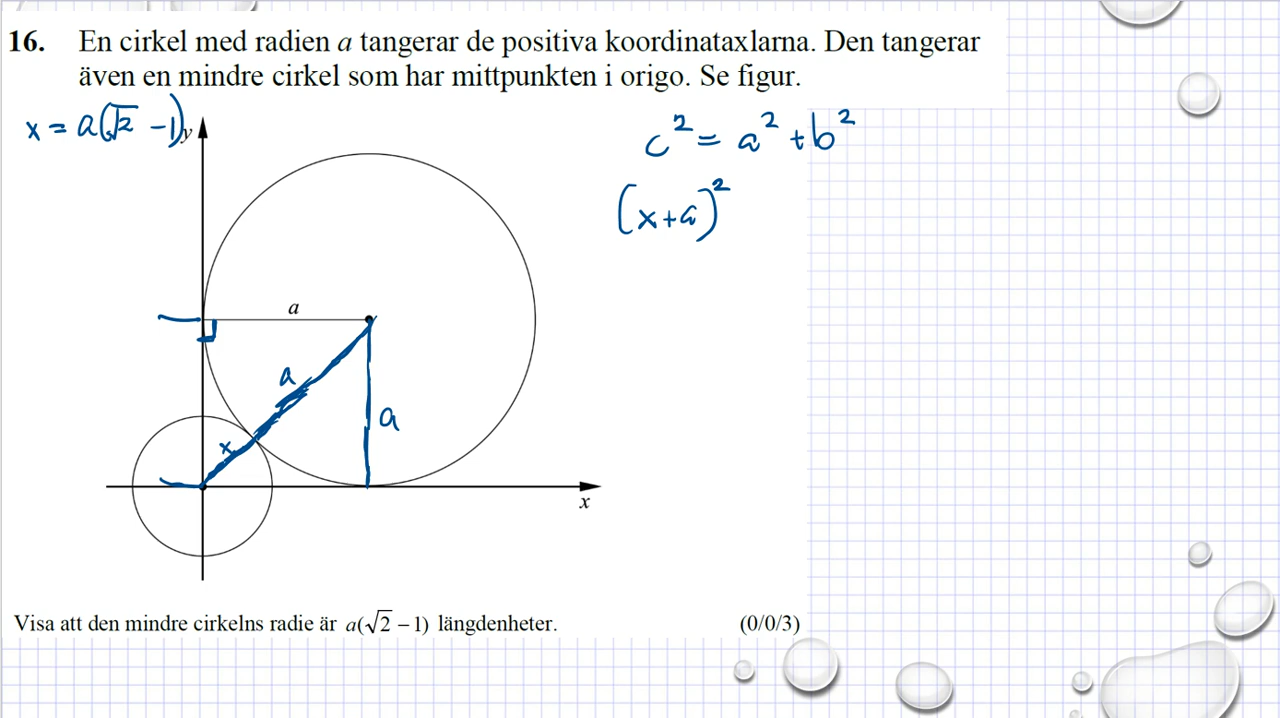 16. En cirkel med radien a tangerar de positiva koordinataxlarna. Den tangerar
även en mindre cirkel som har mittpunkten i origo. Se figur.
x = a(√2 - 1)
y
c² = a² + b²
(x+a)²
a
a
a
x
x
Visa att den mindre cirkelns radie är a(√2 − 1) längdenheter. (0/0/3)